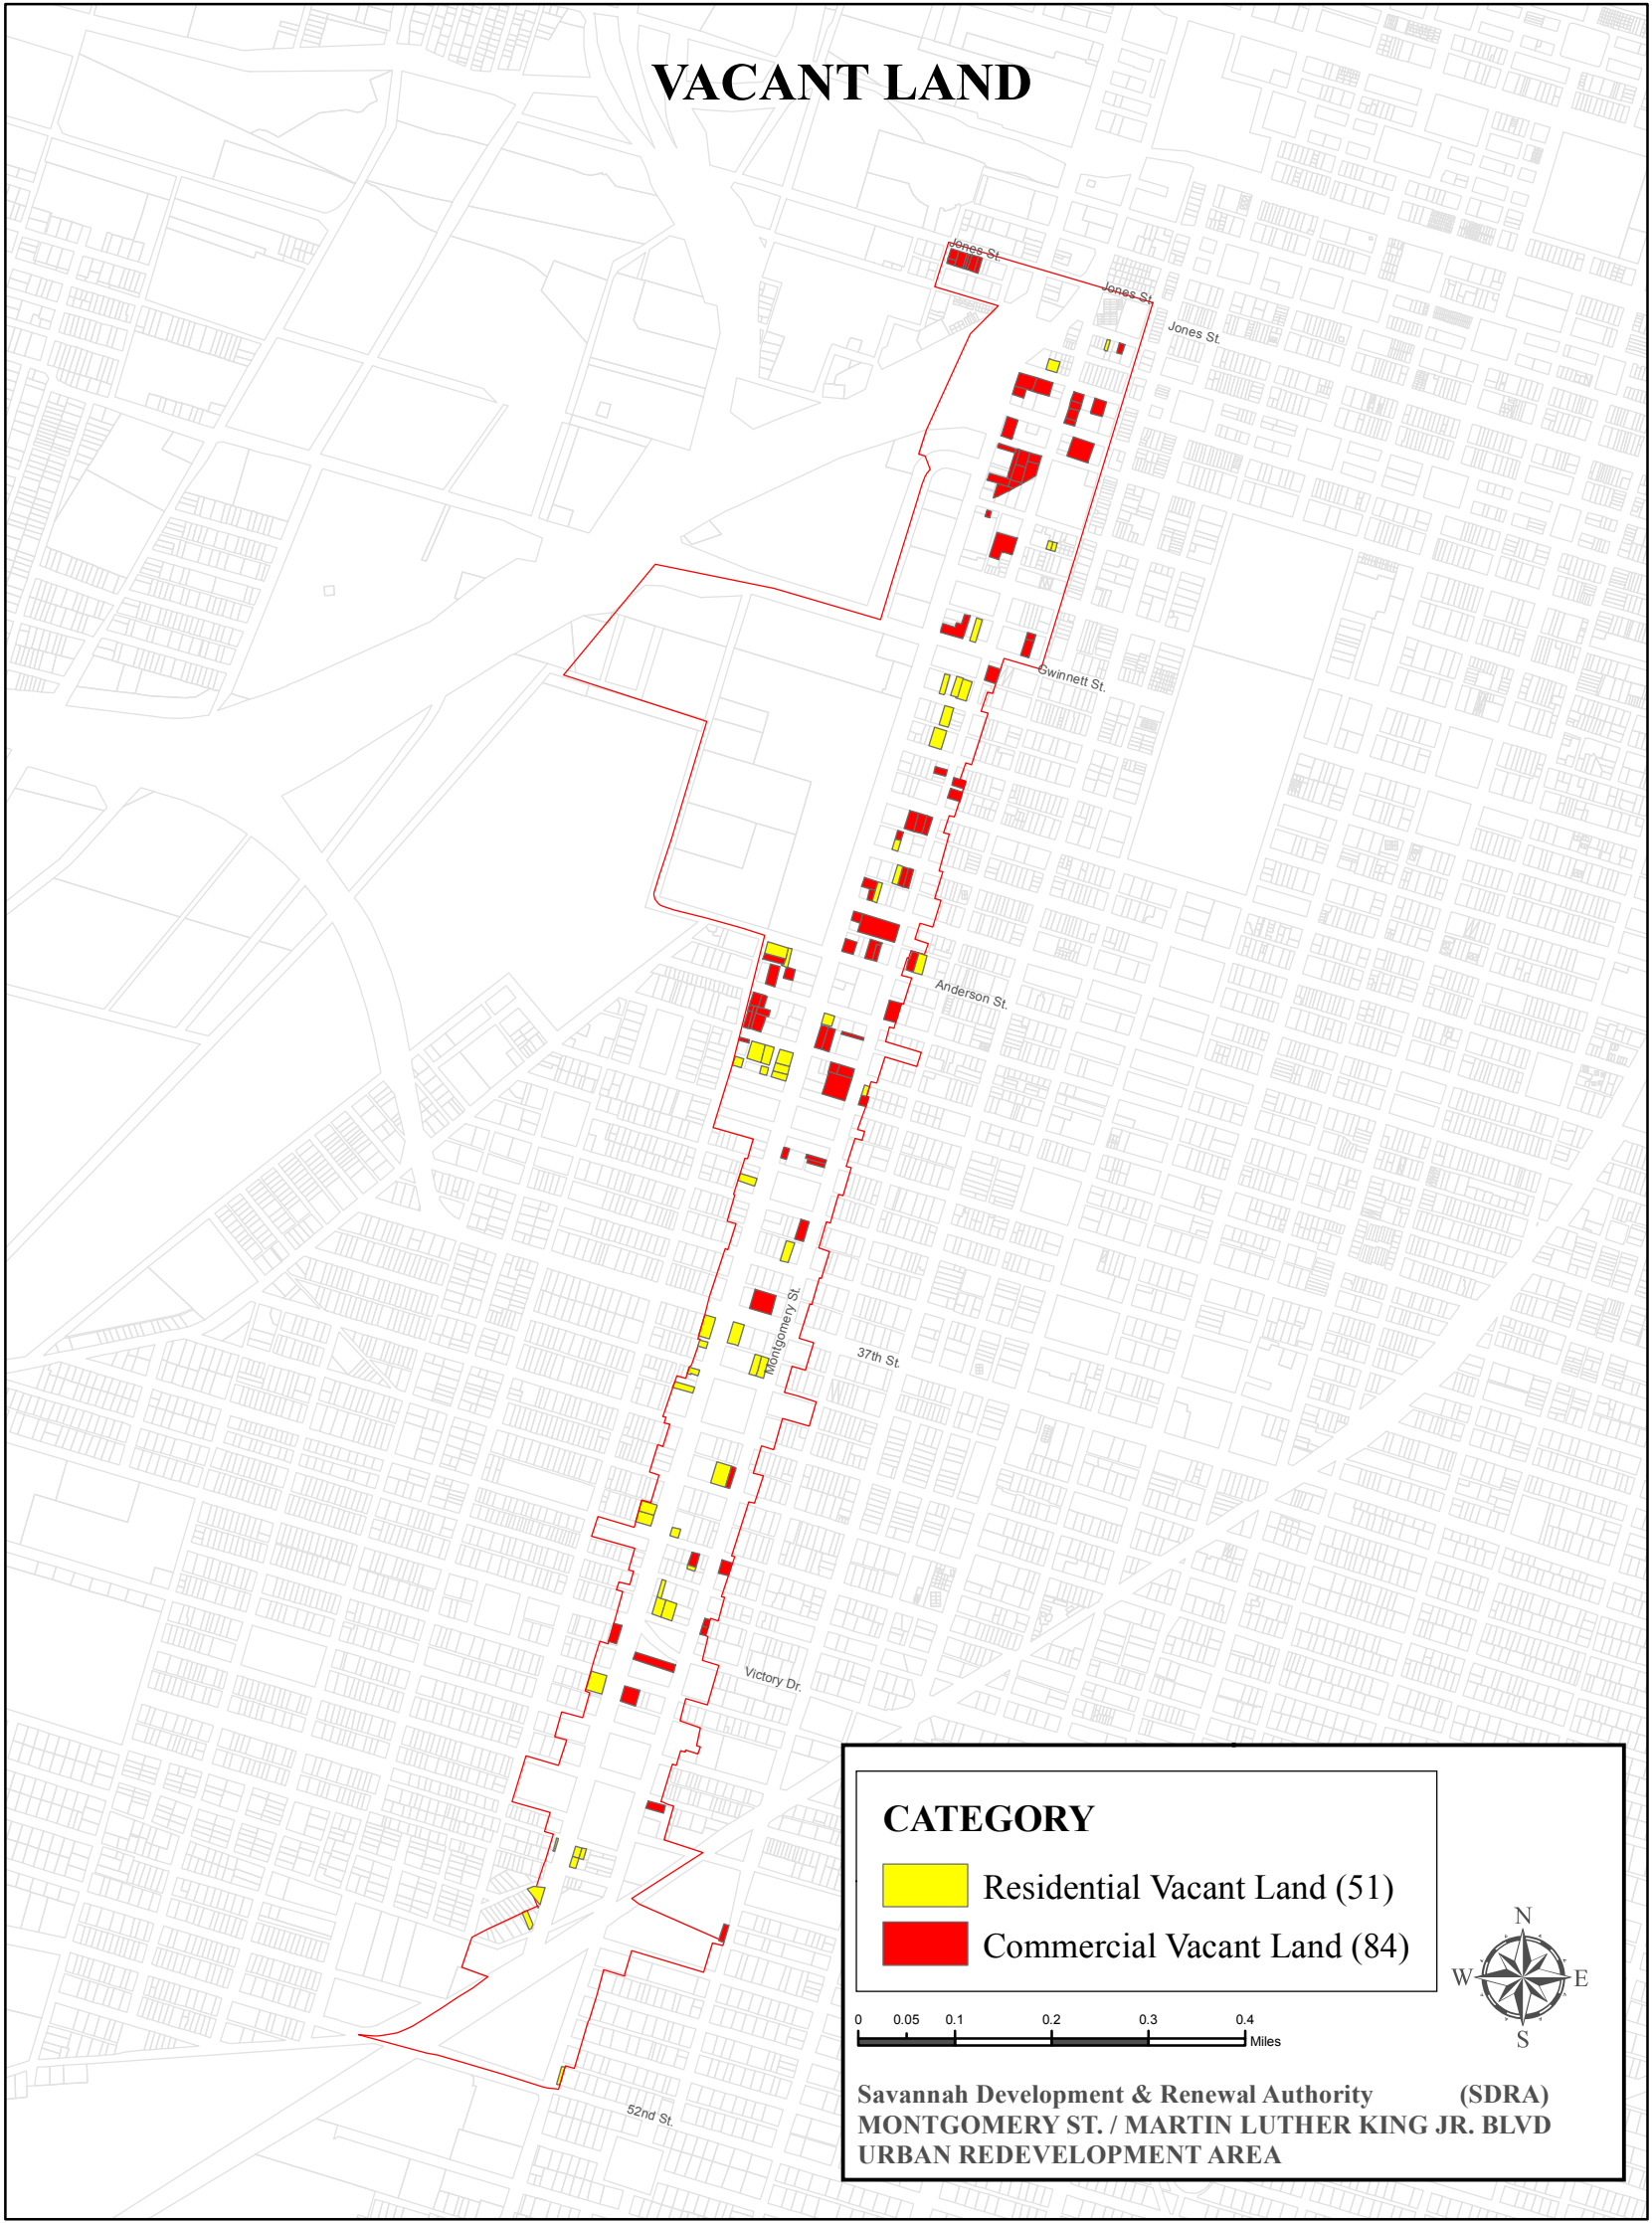 VACANT LAND
Jones St.
Jones St.
Jones St.
Gwinnett St.
Anderson St.
Montgomery St.
37th St.
Victory Dr.
52nd St.
CATEGORY
Residential Vacant Land (51)
Commercial Vacant Land (84)
N
W E
S
0 0.05 0.1 0.2 0.3 0.4
Miles
Savannah Development & Renewal Authority (SDRA)
MONTGOMERY ST. / MARTIN LUTHER KING JR. BLVD
URBAN REDEVELOPMENT AREA